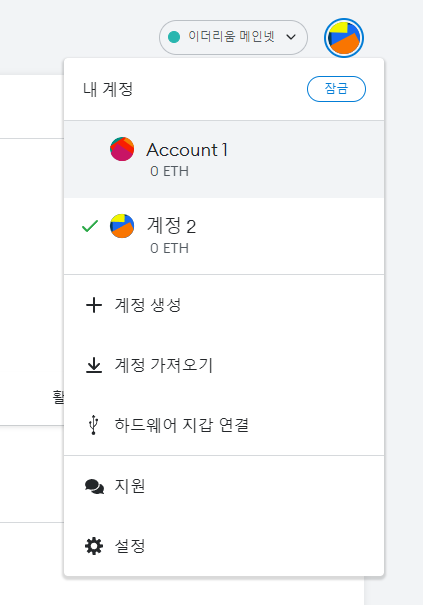 이더리움 메인넷
내 계정
잠금
Account 1
0 ETH
계정 2
0 ETH
계정 생성
계정 가져오기
활
하드웨어 지갑 연결
지원
설정